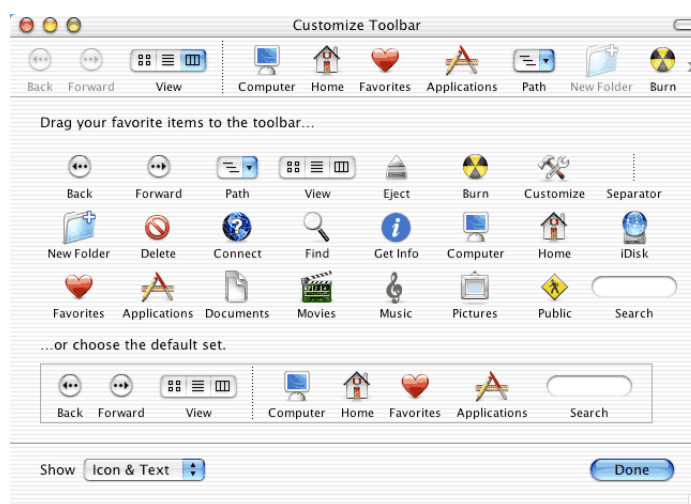 Customize Toolbar
Back Forward View Computer Home Favorites Applications Path New Folder Burn
Drag your favorite items to the toolbar...
Back Forward Path View Eject Burn Customize Separator
New Folder Delete Connect Find Get Info Computer Home iDisk
Favorites Applications Documents Movies Music Pictures Public Search
...or choose the default set.
Back Forward View Computer Home Favorites Applications Search
Show Icon & Text Done